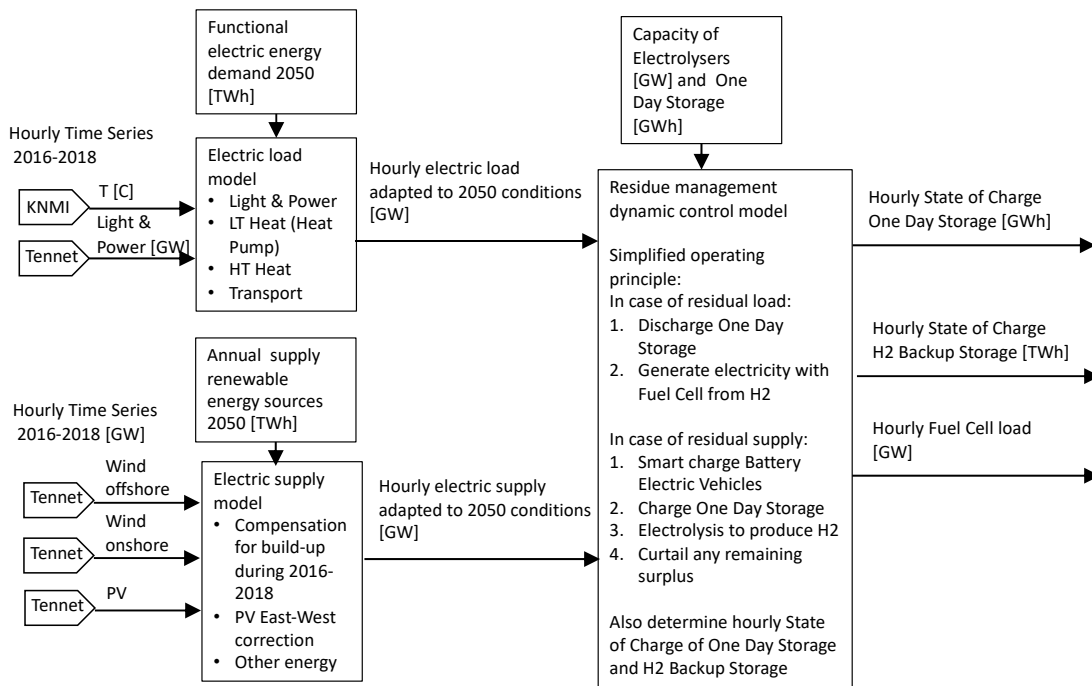 Functional
electric energy
demand 2050
[TWh]
Capacity of
Electrolysers
[GW] and One
Day Storage
[GWh]
Hourly Time Series
2016-2018
KNMI
T [C]
Light &
Power [GW]
Tennet
Electric load
model
• Light & Power
• LT Heat (Heat
Pump)
• HT Heat
• Transport
Hourly electric load
adapted to 2050 conditions
[GW]
Annual supply
renewable
energy sources
2050 [TWh]
Hourly Time Series
2016-2018 [GW]
Tennet
Wind
offshore
Tennet
Wind
onshore
Tennet
PV
Electric supply
model
• Compensation
for build-up
during 2016-
2018
• PV East-West
correction
• Other energy
Hourly electric supply
adapted to 2050 conditions
[GW]
Residue management
dynamic control model
Simplified operating
principle:
In case of residual load:
1. Discharge One Day
Storage
2. Generate electricity with
Fuel Cell from H2
In case of residual supply:
1. Smart charge Battery
Electric Vehicles
2. Charge One Day Storage
3. Electrolysis to produce H2
4. Curtail any remaining
surplus
Also determine hourly State
of Charge of One Day Storage
and H2 Backup Storage
Hourly State of Charge
One Day Storage [GWh]
Hourly State of Charge
H2 Backup Storage [TWh]
Hourly Fuel Cell load
[GW]